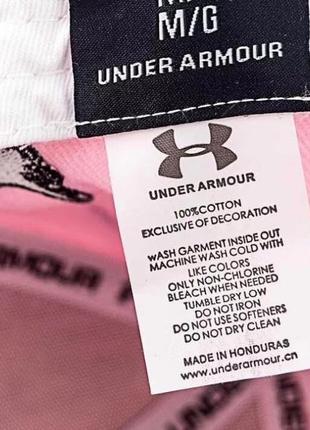 M/G
UNDER ARMOUR
UNDER ARMOUR
100%COTTON
EXCLUSIVE OF DECORATION
WASH GARMENT INSIDE OUT
MACHINE WASH COLD WITH
LIKE COLORS
ONLY NON-CHLORINE
BLEACH WHEN NEEDED
TUMBLE DRY LOW
DO NOT IRON
DO NOT USE SOFTENERS
DO NOT DRY CLEAN
MADE IN HONDURAS
www.underarmour.cn